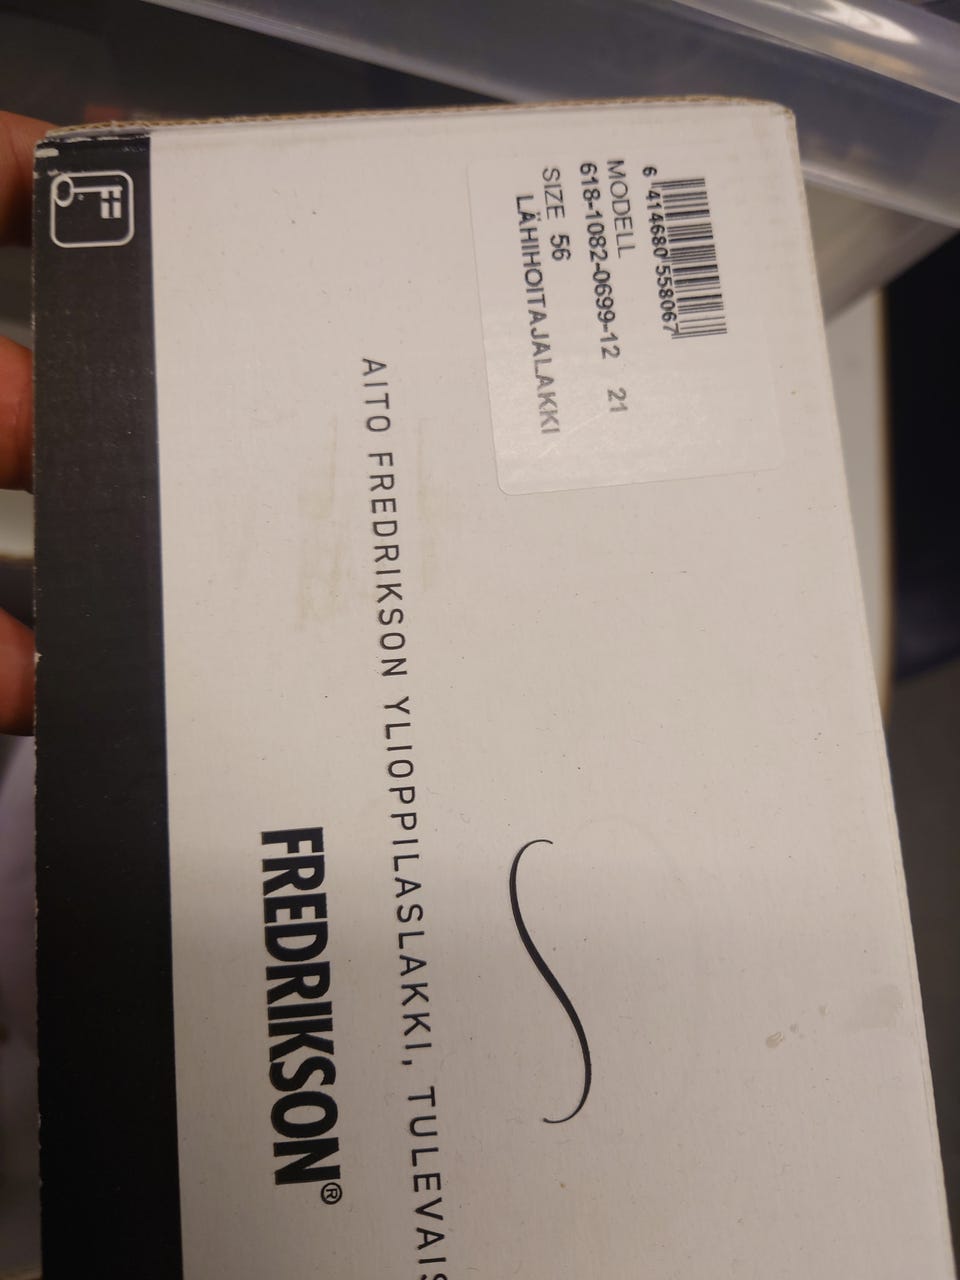 6 414680 558067
MODELL
618-1082-0699-12 21
SIZE 56
LÄHIHOITAJALAKKI
AITO FREDRIKSON YLIOPPILASLAKKI, TULEVAIS
FREDRIKSON®